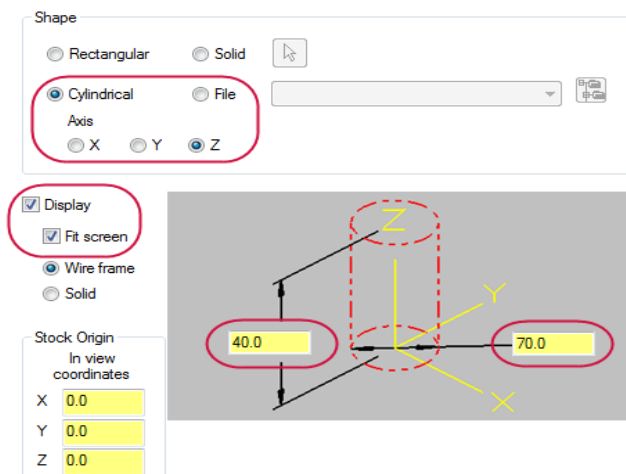 Shape
Rectangular Solid
Cylindrical File
Axis
X Y Z
Display
Fit screen
Wire frame
Solid
Z
Y
40.0
70.0
X
Stock Origin
In view
coordinates
X 0.0
Y 0.0
Z 0.0